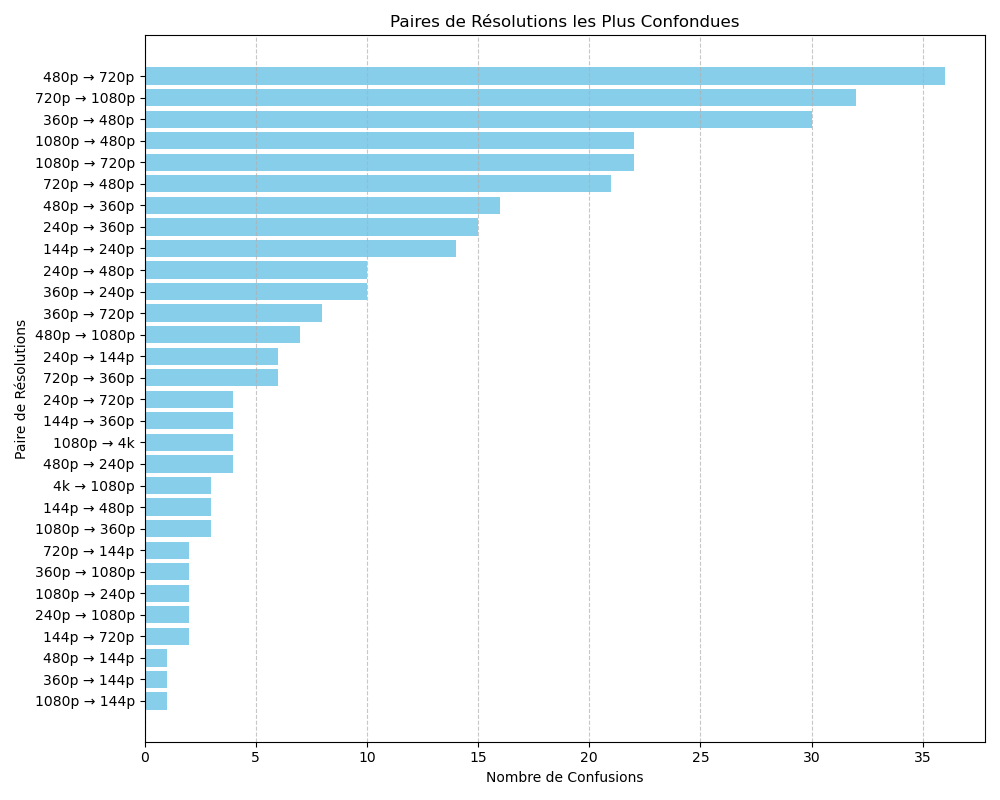 Paires de Résolutions les Plus Confondues
480p → 720p
720p → 1080p
360p → 480p
1080p → 480p
1080p → 720p
720p → 480p
480p → 360p
240p → 360p
144p → 240p
240p → 480p
360p → 240p
360p → 720p
480p → 1080p
240p → 144p
720p → 360p
240p → 720p
144p → 360p
1080p → 4k
480p → 240p
4k → 1080p
144p → 480p
1080p → 360p
720p → 144p
360p → 1080p
1080p → 240p
240p → 1080p
144p → 720p
480p → 144p
360p → 144p
1080p → 144p
Paire de Résolutions
0 5 10 15 20 25 30 35
Nombre de Confusions